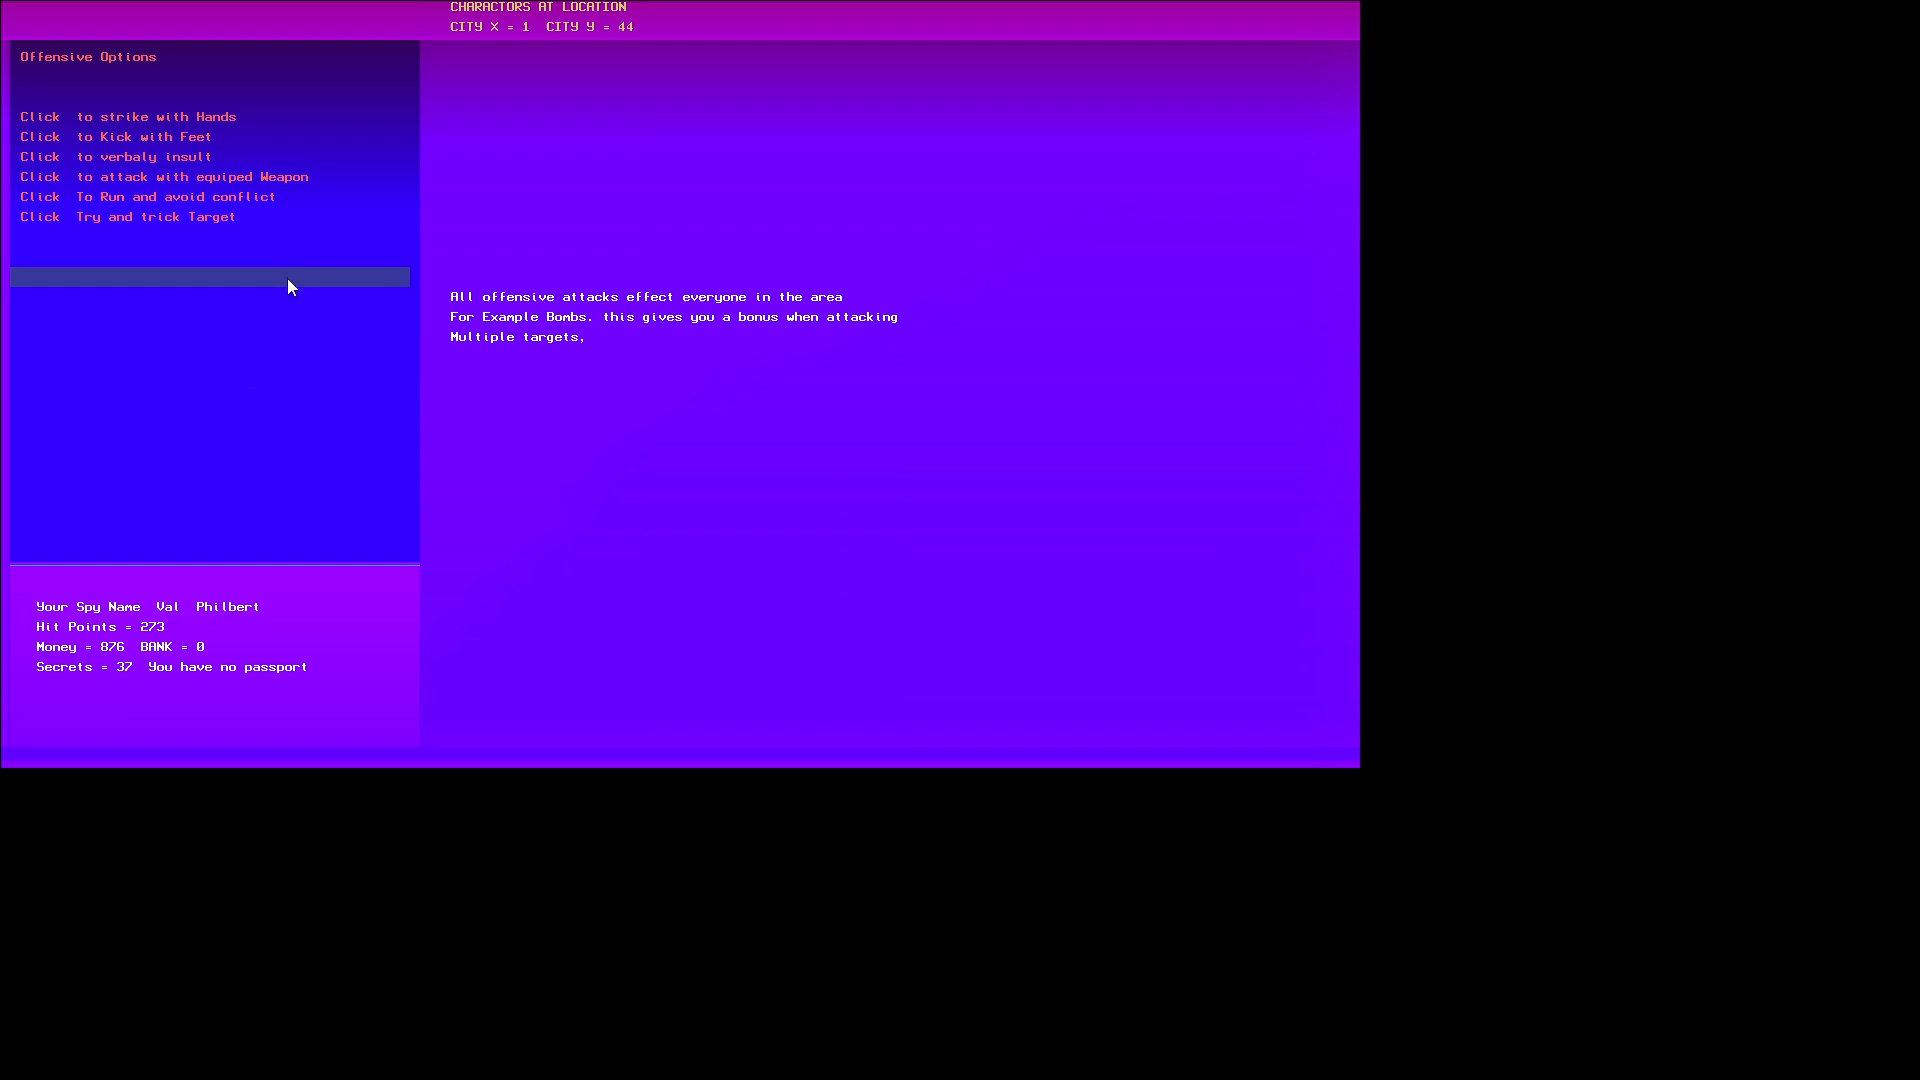 CHARACTORS AT LOCATION
CITY X = 1  CITY Y = 44
Offensive Options
Click  to strike with Hands
Click  to Kick with Feet
Click  to verbaly insult
Click  to attack with equiped Weapon
Click  To Run and avoid conflict
Click  Try and trick Target
All offensive attacks effect everyone in the area
For Example Bombs. this gives you a bonus when attacking
Multiple targets,
Your Spy Name  Val  Philbert
Hit Points = 273
Money = 876  BANK = 0
Secrets = 37  You have no passport